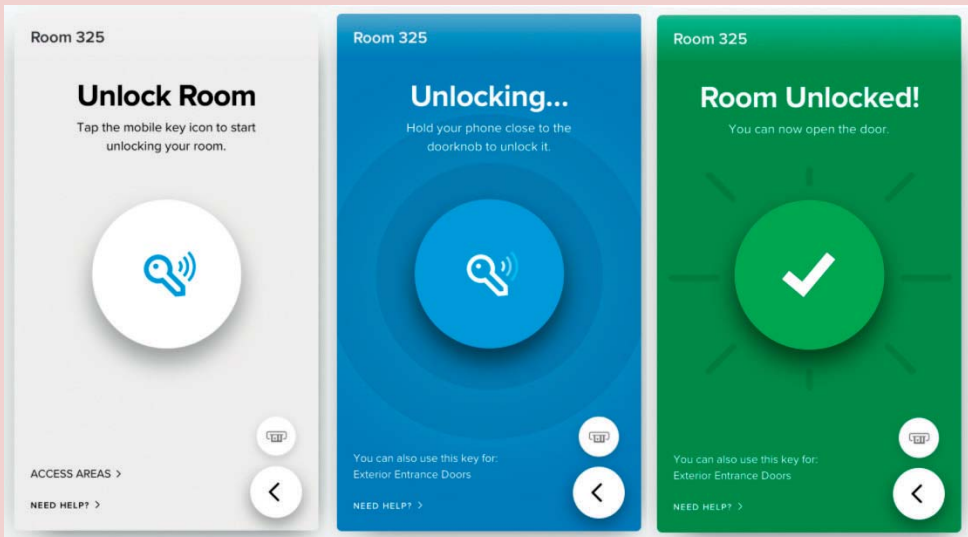 Room 325
Unlock Room
Tap the mobile key icon to start
unlocking your room.
ACCESS AREAS >
NEED HELP? >
Room 325
Unlocking...
Hold your phone close to the
doorknob to unlock it.
You can also use this key for:
Exterior Entrance Doors
NEED HELP? >
Room 325
Room Unlocked!
You can now open the door.
You can also use this key for:
Exterior Entrance Doors
NEED HELP? >